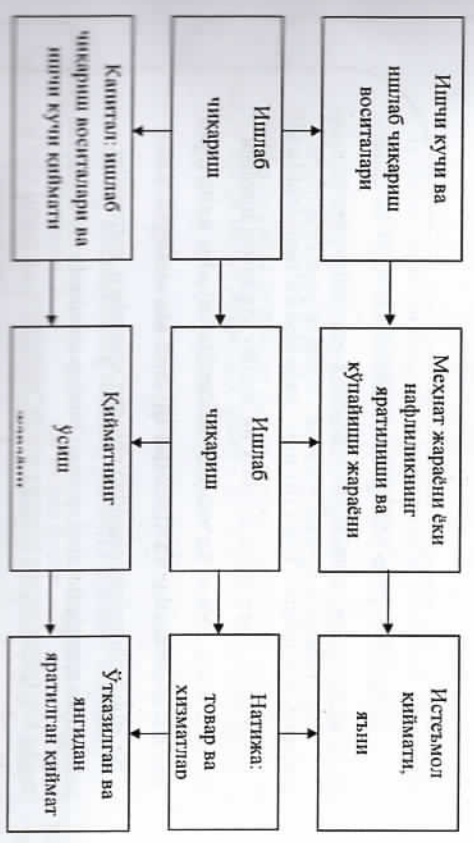 Ишчи кучи ва
ишлаб чиқариш
воситалари
Меҳнат жараёни ёки
нафлиликнинг
яратилиши ва
кўпайиши жараёни
Истеъмол
қиймати,
яъни
Ишлаб
чиқариш
Ишлаб
чиқариш
Натижа:
товар ва
хизматлар
Капитал: ишлаб
чиқариш воситалари ва
ишчи кучи қиймати
Қийматнинг
ўсиш
Ўтказилган ва
янгидан
яратилган қиймат